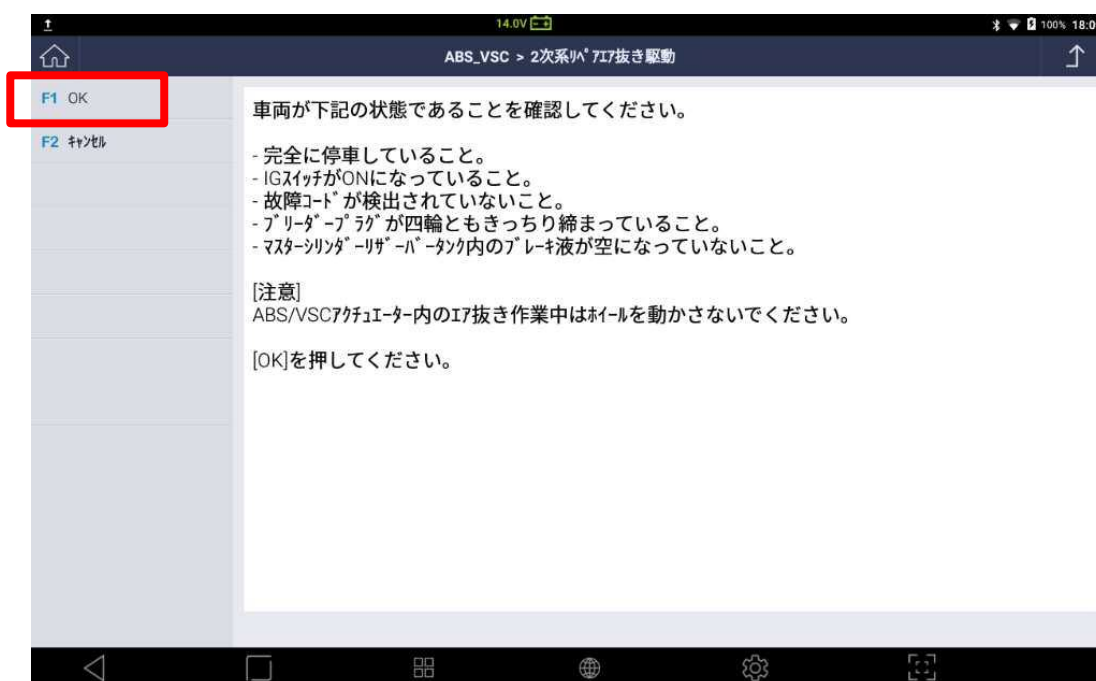 14.0V
100% 18:0
ABS_VSC > 2次系ﾘﾍﾟｱｴｱ抜き駆動
F1 OK
F2 ｷｬﾝｾﾙ
車両が下記の状態であることを確認してください。
- 完全に停車していること。
- IGｽｲｯﾁがONになっていること。
- 故障ｺｰﾄﾞが検出されていないこと。
- ﾌﾞﾘｰﾀﾞｰﾌﾟﾗｸﾞが四輪ともきっちり締まっていること。
- ﾏｽﾀｰｼﾘﾝﾀﾞｰﾘｻﾞｰﾊﾞｰﾀﾝｸ内のﾌﾞﾚｰｷ液が空になっていないこと。
[注意]
ABS/VSCｱｸﾁｭｴｰﾀｰ内のｴｱ抜き作業中はﾎｲｰﾙを動かさないでください。
[OK]を押してください。